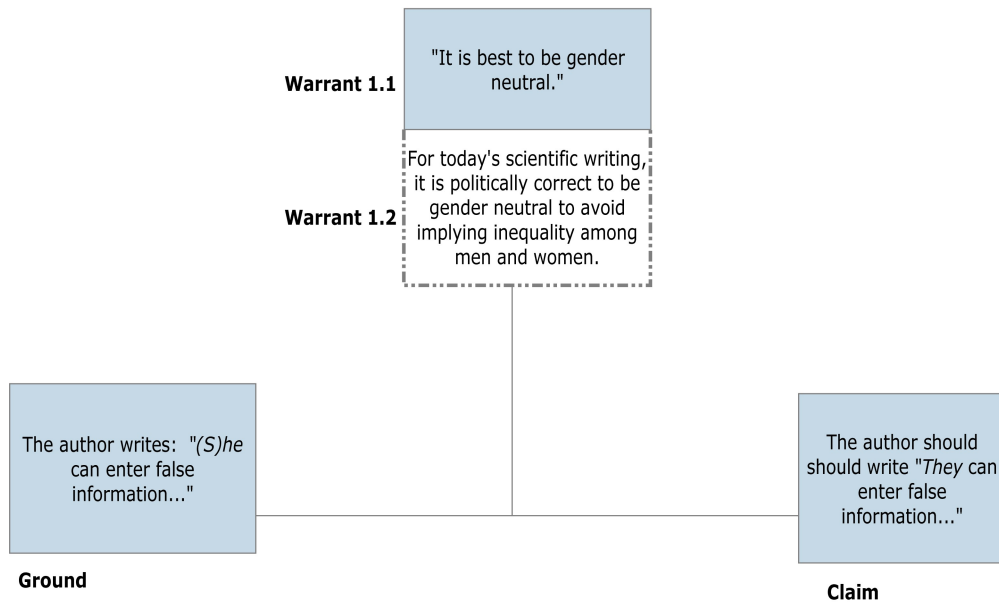 "It is best to be gender
neutral."
Warrant 1.1
For today's scientific writing,
it is politically correct to be
gender neutral to avoid
implying inequality among
men and women.
Warrant 1.2
The author writes:  "(S)he
can enter false
information..."
Ground
The author should
should write "They can
enter false
information..."
Claim